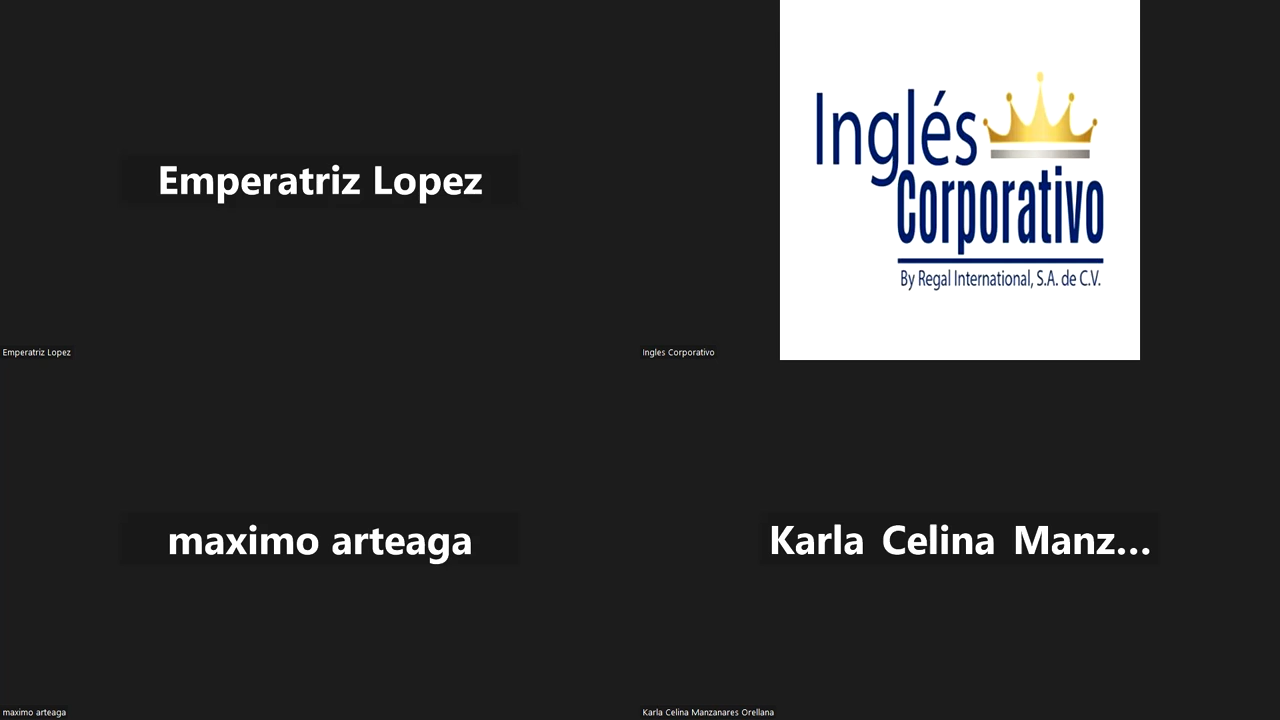 Emperatriz Lopez
Emperatriz Lopez
Inglés
Corporativo
By Regal International, S.A. de C.V.
Ingles Corporativo
maximo arteaga
maximo arteaga
Karla Celina Manz...
Karla Celina Manzanares Orellana